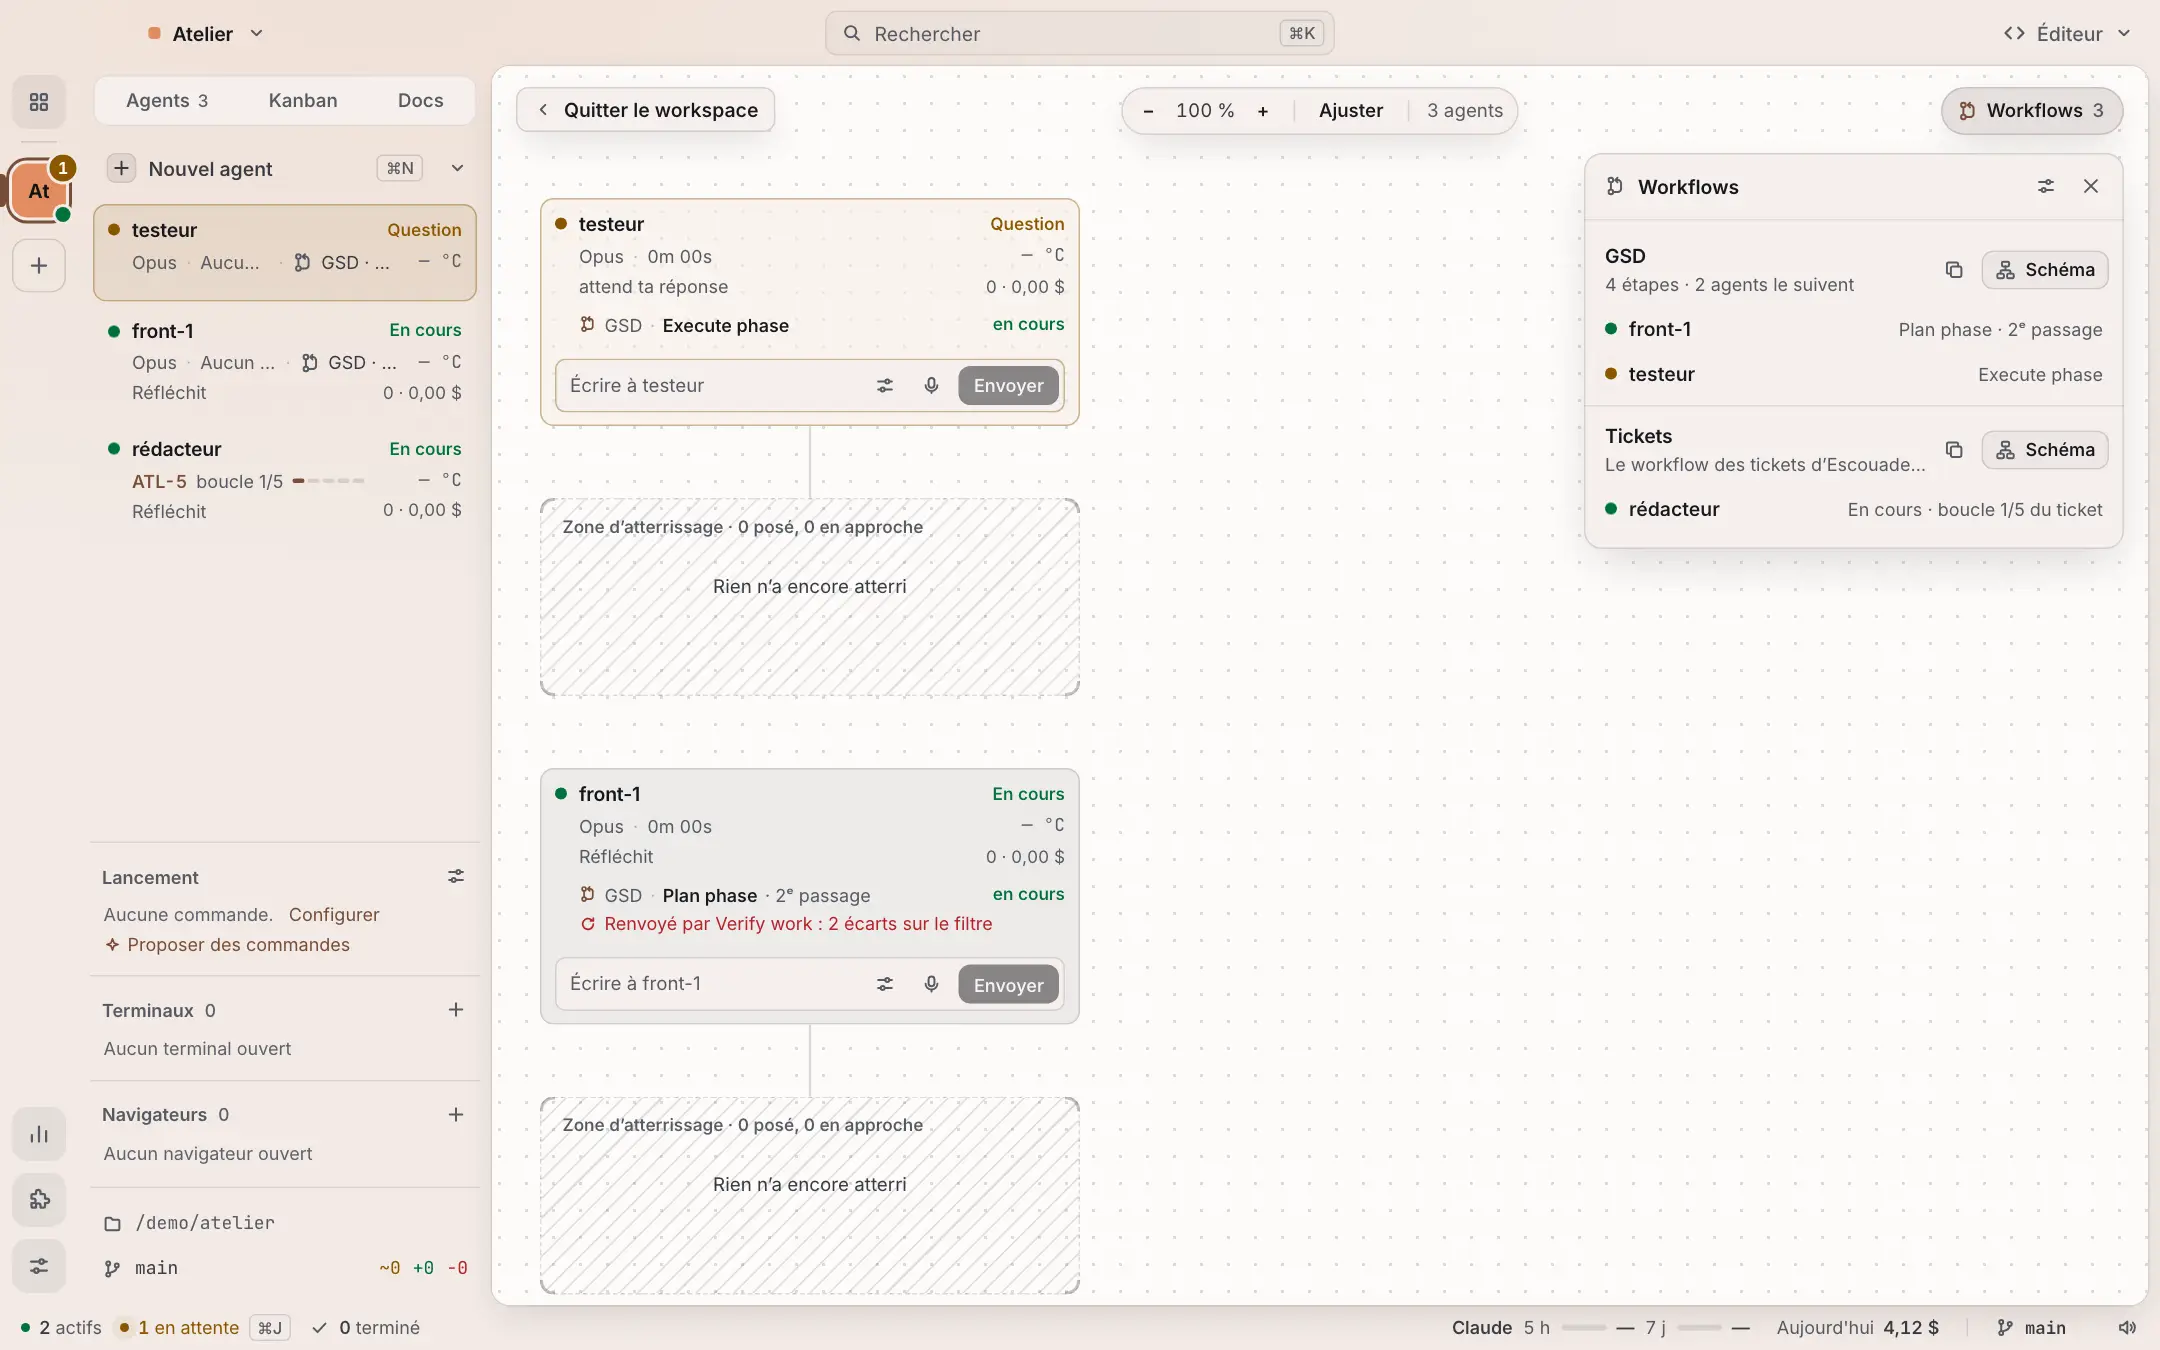 Atelier
Rechercher ⌘K
Éditeur
Agents 3 Kanban Docs
At 1
Nouvel agent ⌘N
testeur Question
Opus · Aucu... · GSD · ... — °C
front-1 En cours
Opus · Aucun ... · GSD · ... — °C
Réfléchit 0 · 0,00 $
rédacteur En cours
ATL-5 boucle 1/5 — °C
Réfléchit 0 · 0,00 $
Lancement
Aucune commande. Configurer
Proposer des commandes
Terminaux 0
Aucun terminal ouvert
Navigateurs 0
Aucun navigateur ouvert
/demo/atelier
main ~0 +0 -0
Quitter le workspace
− 100 % + Ajuster 3 agents
Workflows 3
testeur Question
Opus · 0m 00s — °C
attend ta réponse 0 · 0,00 $
GSD · Execute phase en cours
Écrire à testeur Envoyer
Zone d’atterrissage · 0 posé, 0 en approche
Rien n’a encore atterri
front-1 En cours
Opus · 0m 00s — °C
Réfléchit 0 · 0,00 $
GSD · Plan phase · 2ᵉ passage en cours
Renvoyé par Verify work : 2 écarts sur le filtre
Écrire à front-1 Envoyer
Zone d’atterrissage · 0 posé, 0 en approche
Rien n’a encore atterri
Workflows
GSD Schéma
4 étapes · 2 agents le suivent
front-1 Plan phase · 2ᵉ passage
testeur Execute phase
Tickets Schéma
Le workflow des tickets d’Escouade...
rédacteur En cours · boucle 1/5 du ticket
2 actifs 1 en attente ⌘J 0 terminé
Claude 5 h — 7 j — Aujourd'hui 4,12 $ main